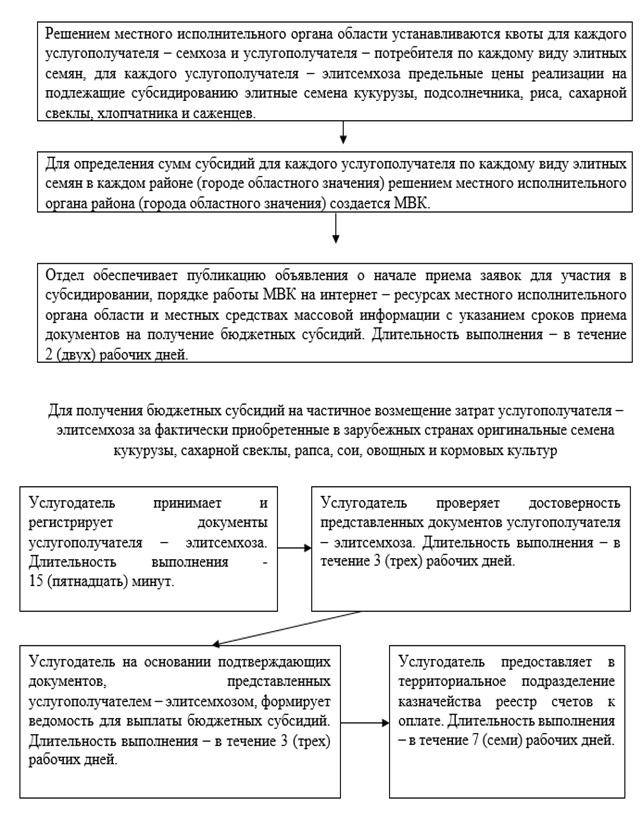 Решением местного исполнительного органа области устанавливаются квоты для каждого
услугополучателя – семхоза и услугополучателя – потребителя по каждому виду элитных
семян, для каждого услугополучателя – элитсемхоза предельные цены реализации на
подлежащие субсидированию элитные семена кукурузы, подсолнечника, риса, сахарной
свеклы, хлопчатника и саженцев.
Для определения сумм субсидий для каждого услугополучателя по каждому виду элитных
семян в каждом районе (городе областного значения) решением местного исполнительного
органа района (города областного значения) создается МВК.
Отдел обеспечивает публикацию объявления о начале приема заявок для участия в
субсидировании, порядке работы МВК на интернет – ресурсах местного исполнительного
органа области и местных средствах массовой информации с указанием сроков приема
документов на получение бюджетных субсидий. Длительность выполнения – в течение
2 (двух) рабочих дней.
Для получения бюджетных субсидий на частичное возмещение затрат услугополучателя –
элитсемхоза за фактически приобретенные в зарубежных странах оригинальные семена
кукурузы, сахарной свеклы, рапса, сои, овощных и кормовых культур
Услугодатель принимает и
регистрирует документы
услугополучателя – элитсемхоза.
Длительность выполнения -
15 (пятнадцать) минут.
Услугодатель проверяет достоверность
представленных документов услугополучателя
– элитсемхоза. Длительность выполнения – в
течение 3 (трех) рабочих дней.
Услугодатель на основании подтверждающих
документов, представленных
услугополучателем – элитсемхозом, формирует
ведомость для выплаты бюджетных субсидий.
Длительность выполнения – в течение 3 (трех)
рабочих дней.
Услугодатель предоставляет в
территориальное подразделение
казначейства реестр счетов к
оплате. Длительность выполнения
– в течение 7 (семи) рабочих дней.